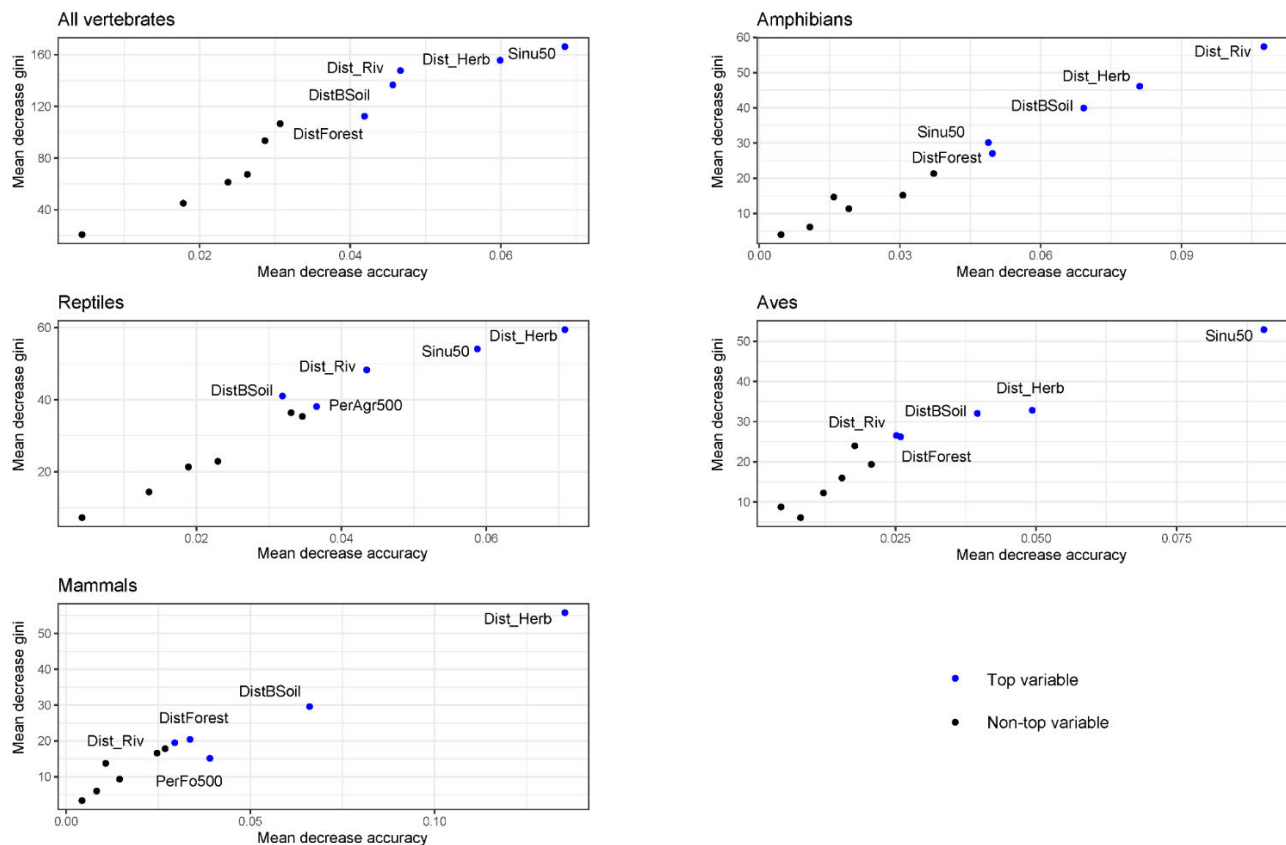 All vertebrates
Mean decrease gini
160
120
80
40
Sinu50
Dist_Herb
Dist_Riv
DistBSoil
DistForest
0.02
0.04
0.06
Mean decrease accuracy
Amphibians
Mean decrease gini
60
50
40
30
20
10
Dist_Riv
Dist_Herb
DistBSoil
Sinu50
DistForest
0.00
0.03
0.06
0.09
Mean decrease accuracy
Reptiles
Mean decrease gini
60
40
20
Dist_Herb
Sinu50
Dist_Riv
DistBSoil
PerAgr500
0.02
0.04
0.06
Mean decrease accuracy
Aves
Mean decrease gini
50
40
30
20
10
Sinu50
Dist_Herb
DistBSoil
Dist_Riv
DistForest
0.025
0.050
0.075
Mean decrease accuracy
Mammals
Mean decrease gini
50
40
30
20
10
Dist_Herb
DistBSoil
DistForest
Dist_Riv
PerFo500
0.00
0.05
0.10
Mean decrease accuracy
Top variable
Non-top variable